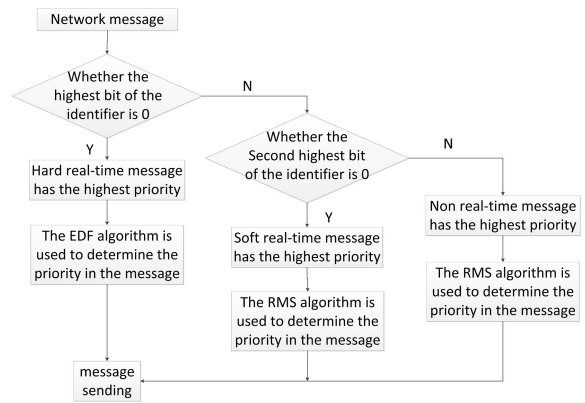 Network message
Whether the
highest bit of the
identifier is 0
N
Y
Hard real-time message
has the highest priority
The EDF algorithm is
used to determine the
priority in the message
Whether the
Second highest bit
of the identifier is 0
N
Y
Soft real-time message
has the highest priority
The RMS algorithm is
used to determine the
priority in the message
Non real-time message
has the highest priority
The RMS algorithm is
used to determine the
priority in the message
message
sending